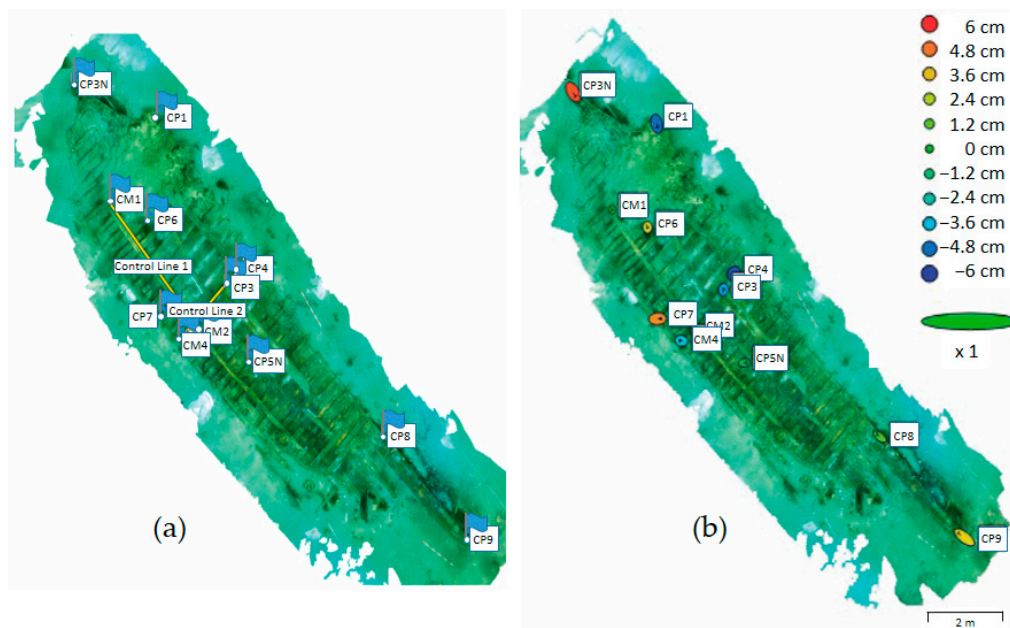 CP3N
CP1
CM1
CP6
Control Line 1
CP4
CP3
CP7
Control Line 2
CM2
CM4
CP5N
CP8
CP9
(a)
CP3N
CP1
CM1
CP6
CP4
CP3
CP7
CM2
CM4
CP5N
CP8
CP9
(b)
6 cm
4.8 cm
3.6 cm
2.4 cm
1.2 cm
0 cm
−1.2 cm
−2.4 cm
−3.6 cm
−4.8 cm
−6 cm
x 1
2 m